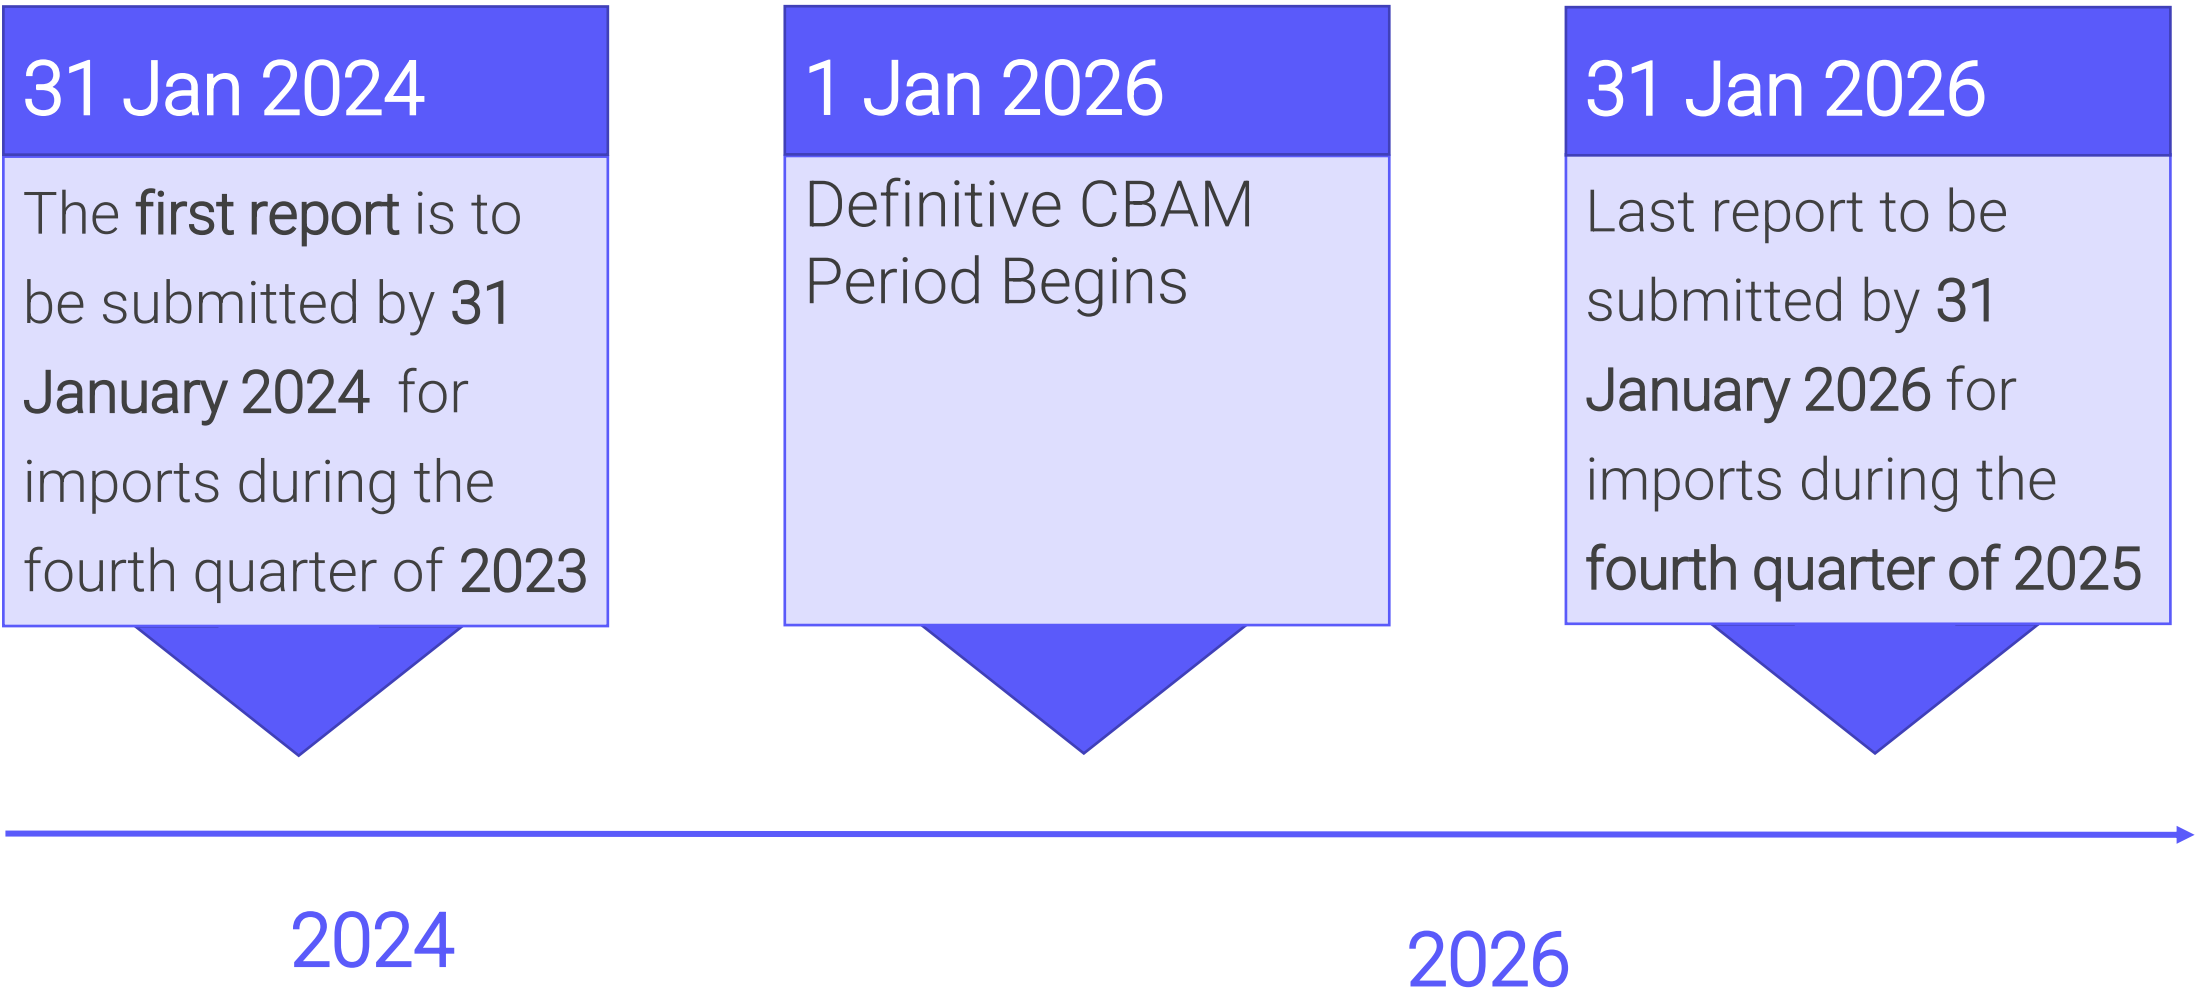 31 Jan 2024
The first report is to
be submitted by 31
January 2024 for
imports during the
fourth quarter of 2023
1 Jan 2026
Definitive CBAM
Period Begins
31 Jan 2026
Last report to be
submitted by 31
January 2026 for
imports during the
fourth quarter of 2025
2024
2026